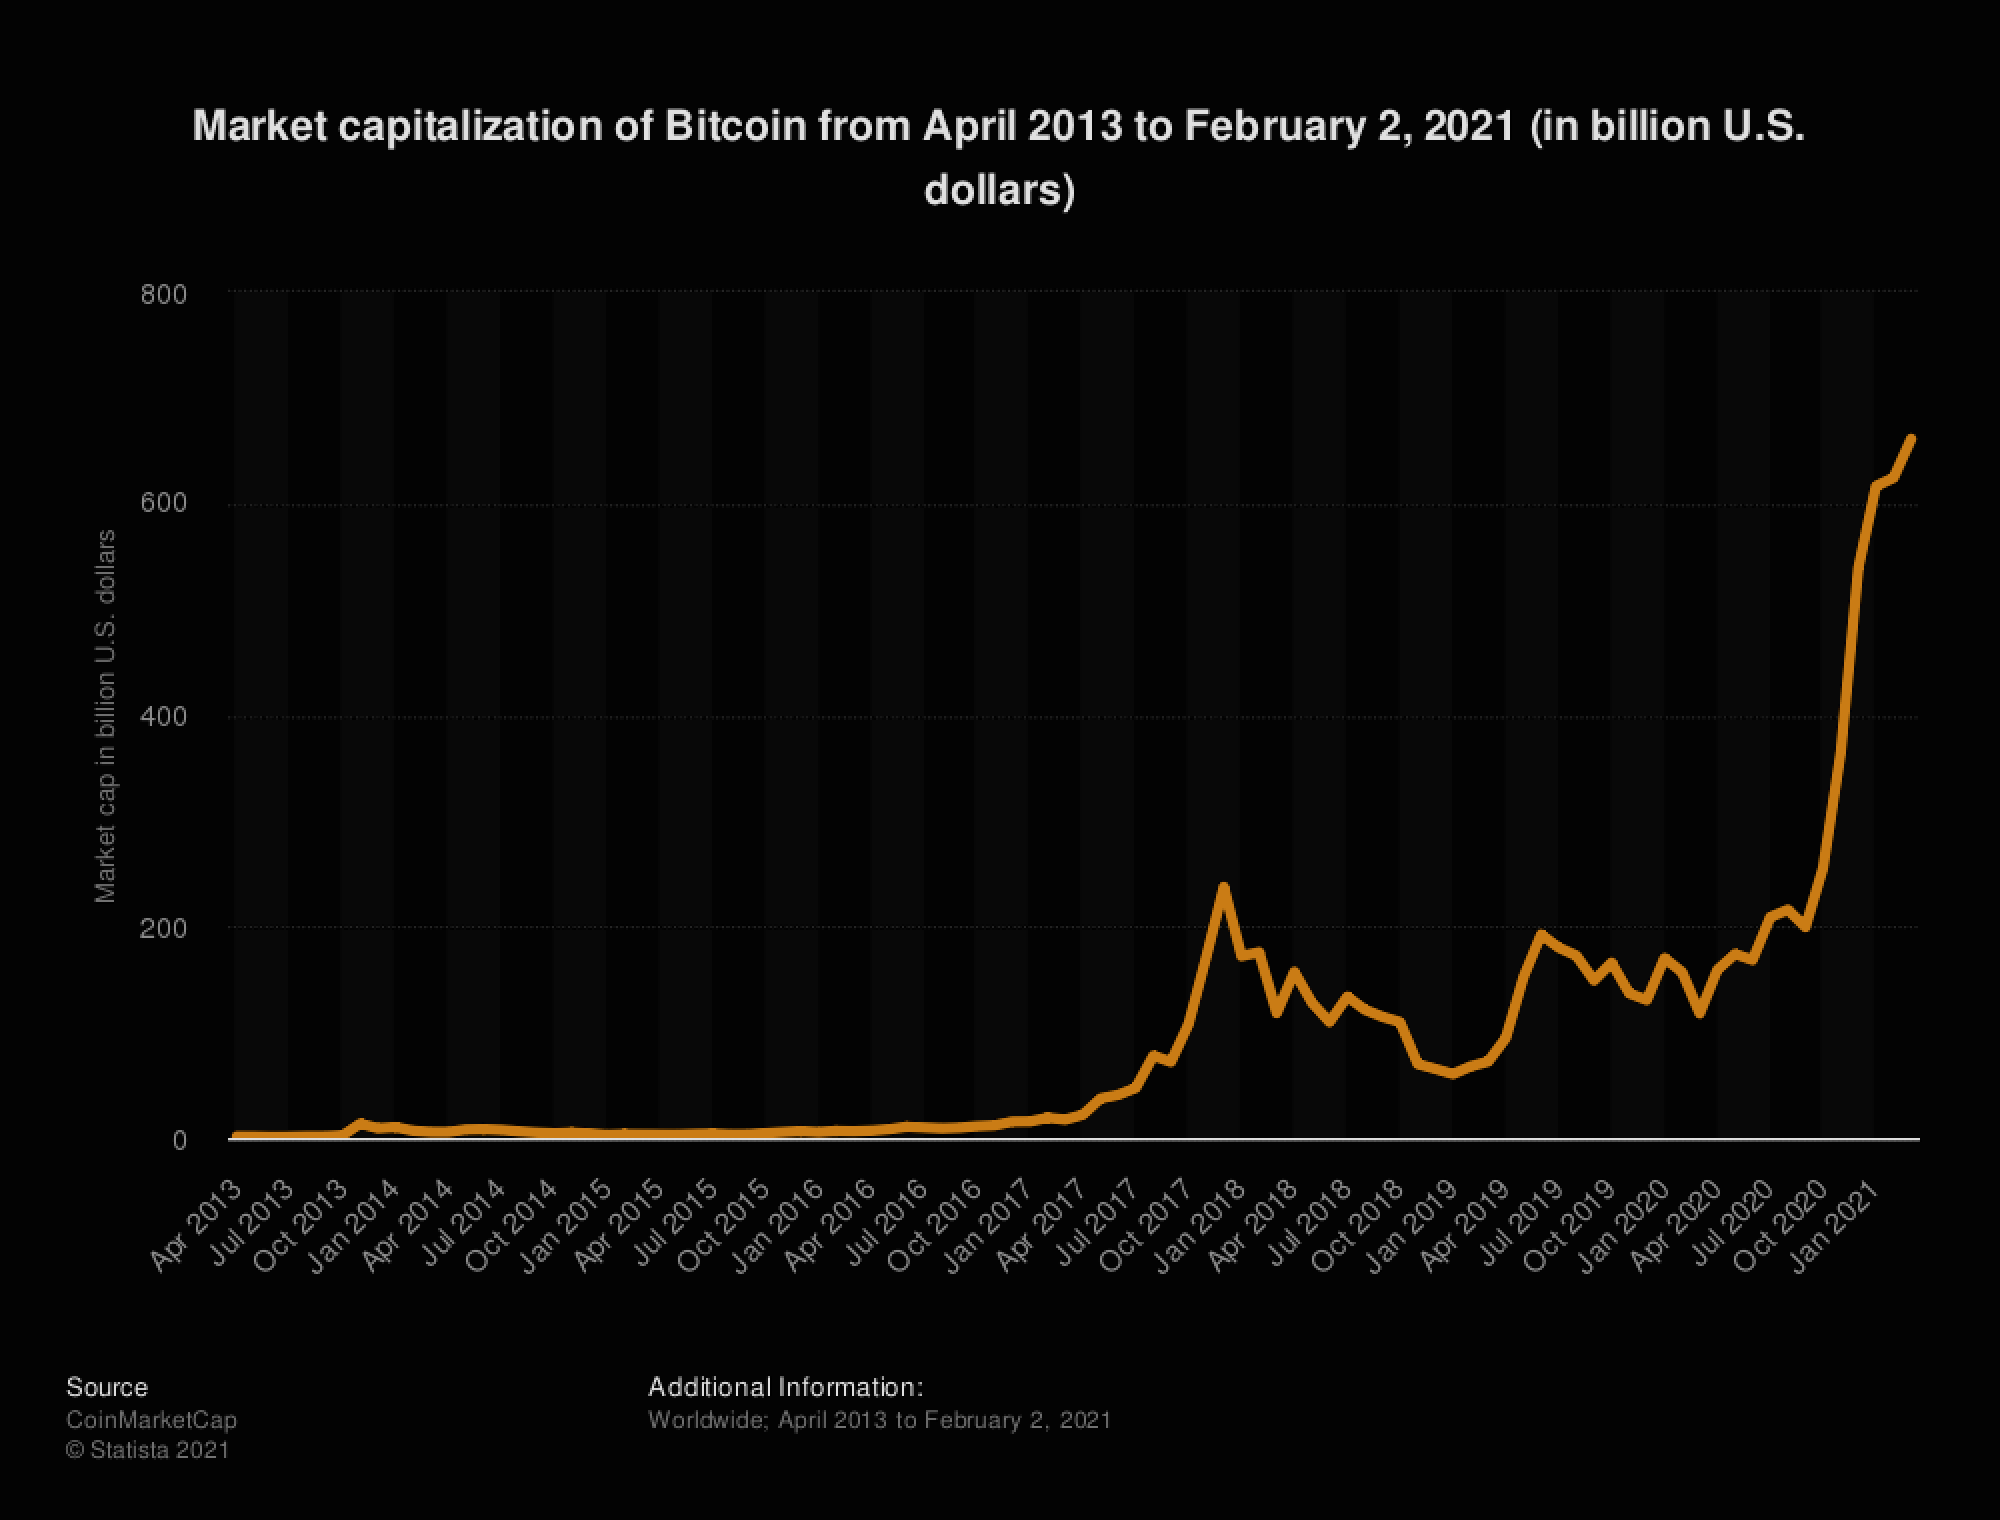 Market capitalization of Bitcoin from April 2013 to February 2, 2021 (in billion U.S.
dollars)
800
600
400
200
0
Market cap in billion U.S. dollars
Apr 2013
Jul 2013
Oct 2013
Jan 2014
Apr 2014
Jul 2014
Oct 2014
Jan 2015
Apr 2015
Jul 2015
Oct 2015
Jan 2016
Apr 2016
Jul 2016
Oct 2016
Jan 2017
Apr 2017
Jul 2017
Oct 2017
Jan 2018
Apr 2018
Jul 2018
Oct 2018
Jan 2019
Apr 2019
Jul 2019
Oct 2019
Jan 2020
Apr 2020
Jul 2020
Oct 2020
Jan 2021
Source
CoinMarketCap
© Statista 2021
Additional Information:
Worldwide; April 2013 to February 2, 2021